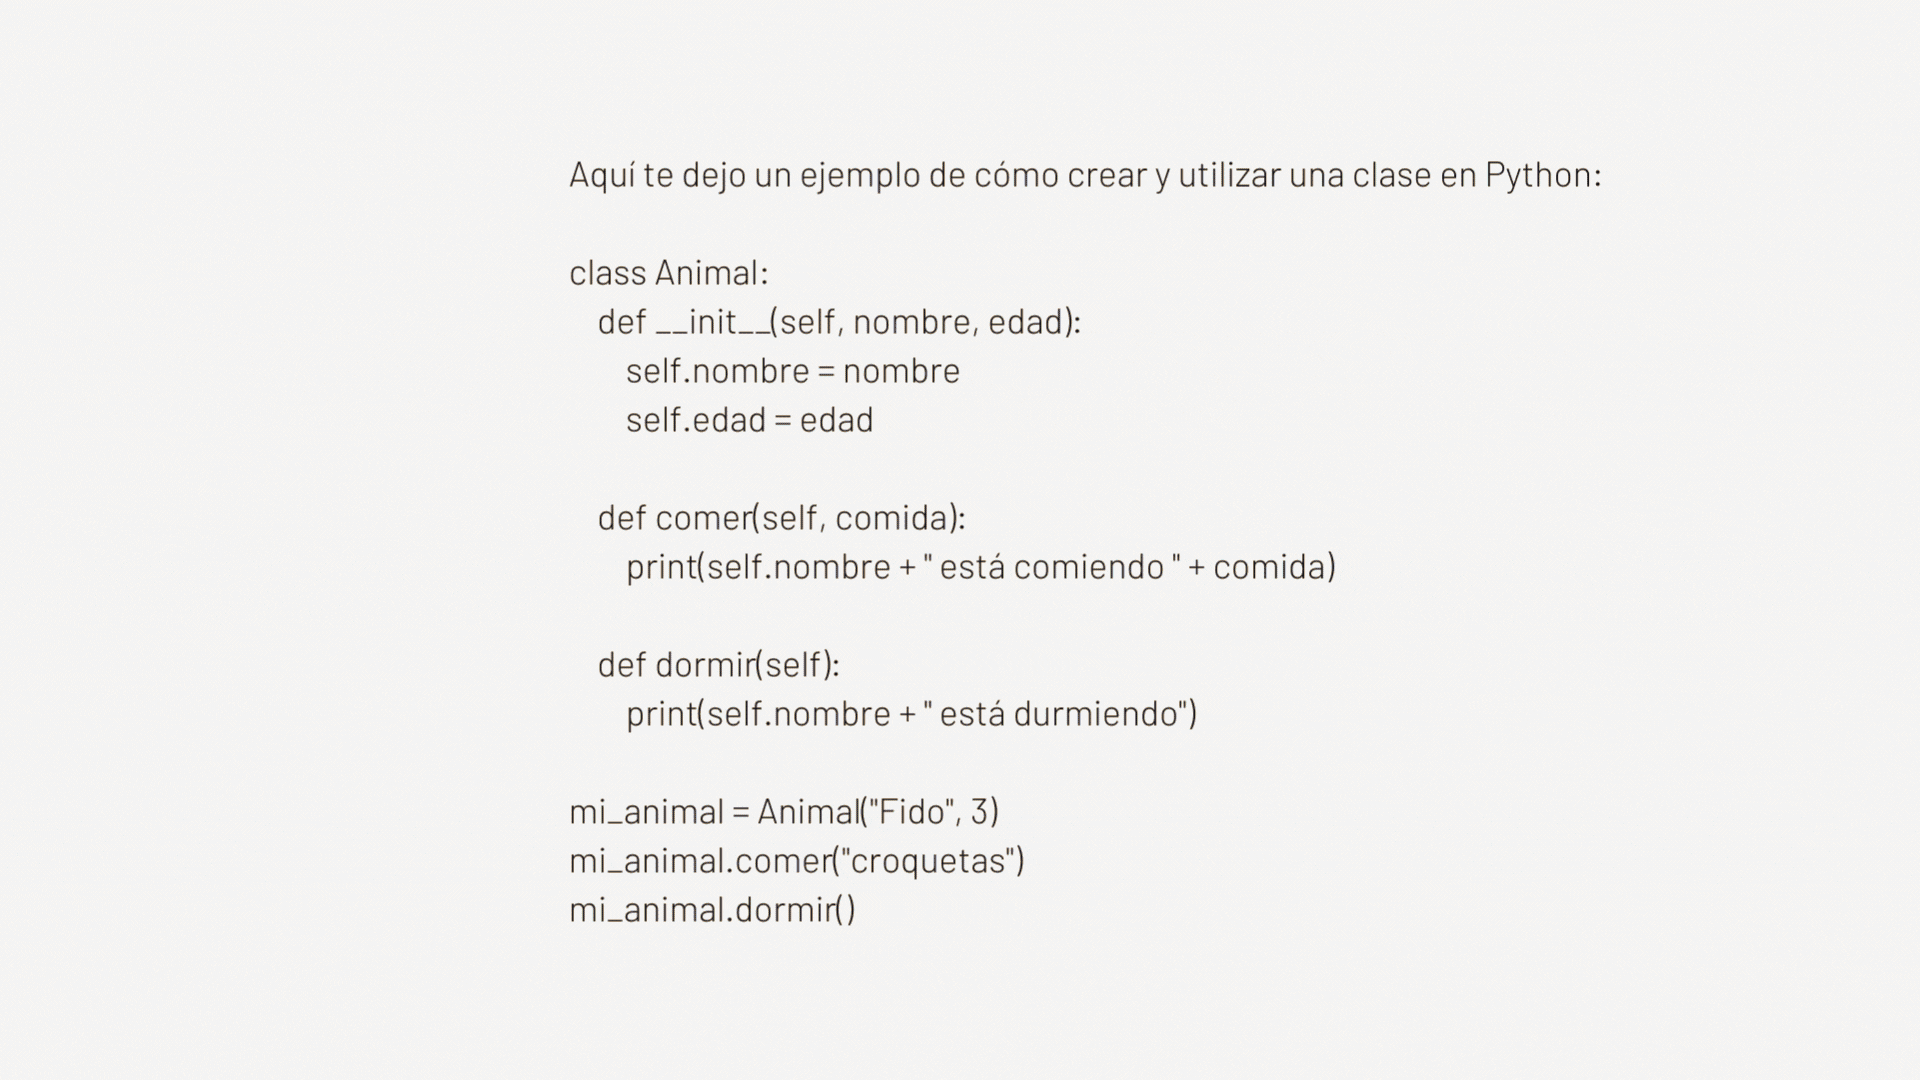 Aquí te dejo un ejemplo de cómo crear y utilizar una clase en Python:
class Animal:
def __init__(self, nombre, edad):
self.nombre = nombre
self.edad = edad
def comer(self, comida):
print(self.nombre + " está comiendo " + comida)
def dormir(self):
print(self.nombre + " está durmiendo")
mi_animal = Animal("Fido", 3)
mi_animal.comer("croquetas")
mi_animal.dormir()